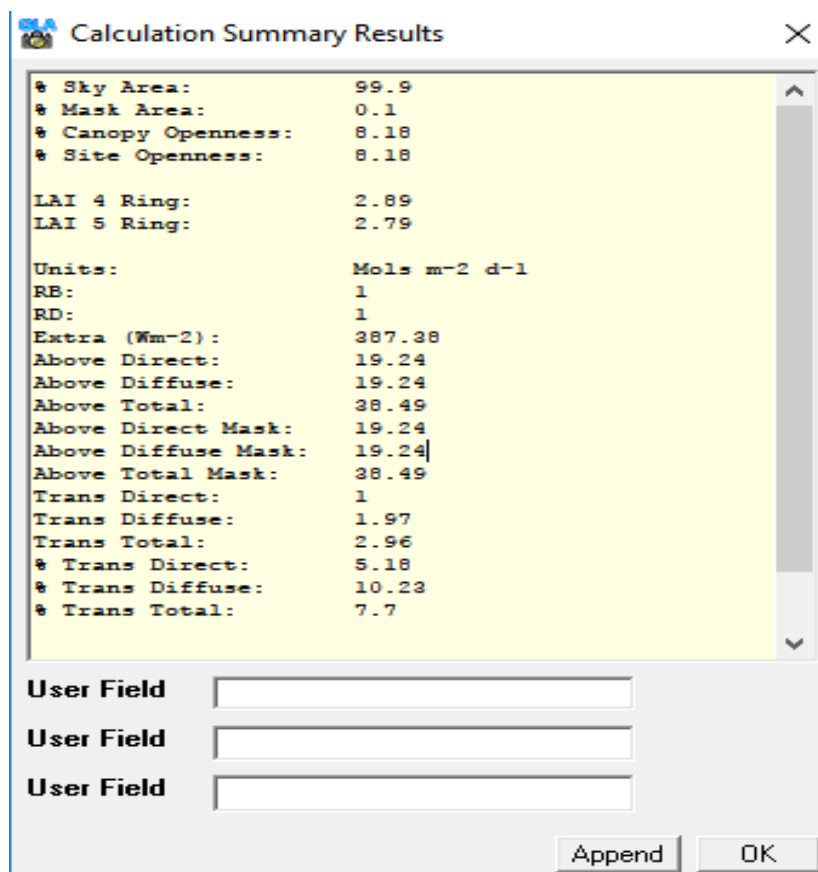 GLA
Calculation Summary Results
% Sky Area: 99.9
% Mask Area: 0.1
% Canopy Openness: 8.18
% Site Openness: 8.18
LAI 4 Ring: 2.89
LAI 5 Ring: 2.79
Units: Mols m-2 d-1
RB: 1
RD: 1
Extra (Wm-2): 387.38
Above Direct: 19.24
Above Diffuse: 19.24
Above Total: 38.49
Above Direct Mask: 19.24
Above Diffuse Mask: 19.24
Above Total Mask: 38.49
Trans Direct: 1
Trans Diffuse: 1.97
Trans Total: 2.96
% Trans Direct: 5.18
% Trans Diffuse: 10.23
% Trans Total: 7.7
User Field
User Field
User Field
Append OK